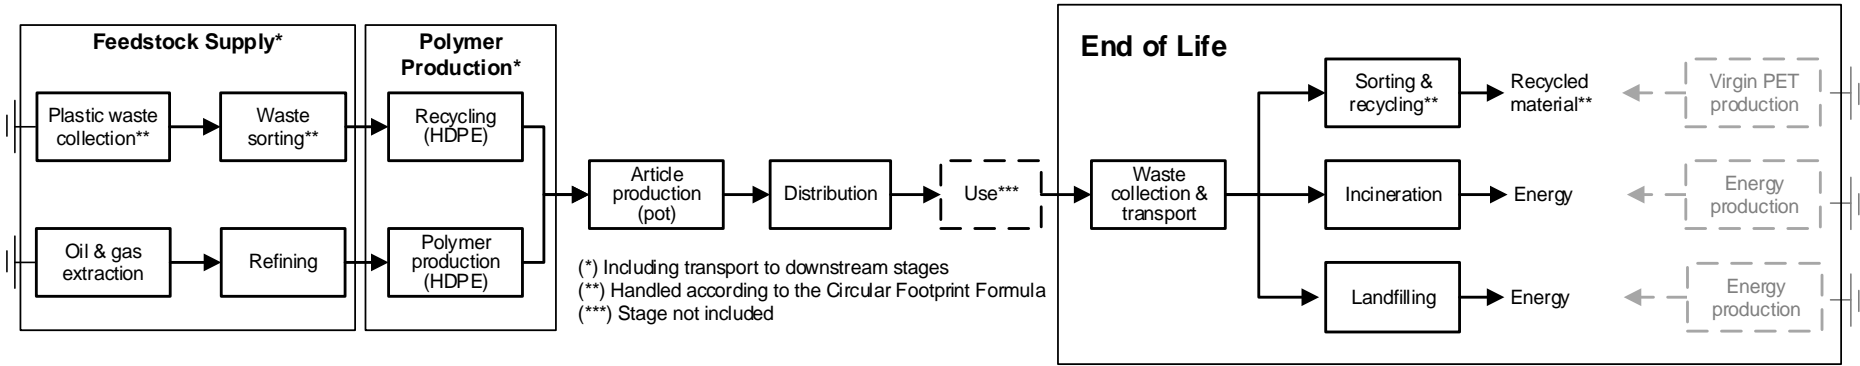 Feedstock Supply*
Plastic waste
collection**
Waste
sorting**
Oil & gas
extraction
Refining
Polymer
Production*
Recycling
(HDPE)
Polymer
production
(HDPE)
Article
production
(pot)
Distribution
Use***
(*) Including transport to downstream stages
(**) Handled according to the Circular Footprint Formula
(***) Stage not included
End of Life
Waste
collection &
transport
Sorting &
recycling**
Recycled
material**
Virgin PET
production
Incineration
Energy
Energy
production
Landfilling
Energy
Energy
production